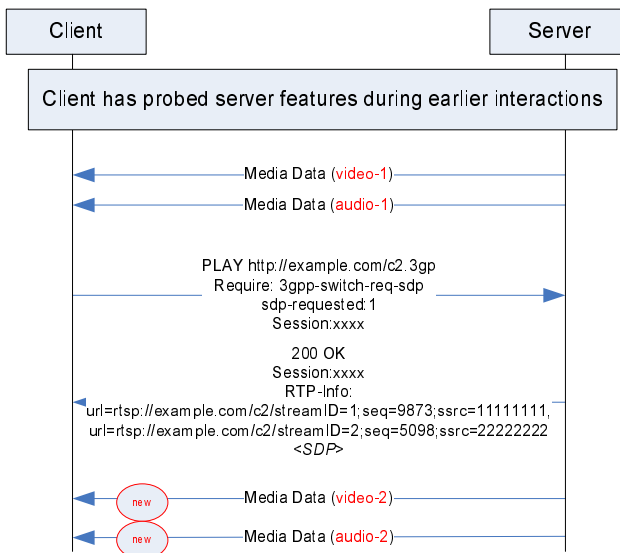 Client
Server
Client has probed server features during earlier interactions
Media Data (video-1)
Media Data (audio-1)
PLAY http://example.com/c2.3gp
Require: 3gpp-switch-req-sdp
sdp-requested:1
Session:xxxx
200 OK
Session:xxxx
RTP-Info:
url=rtsp://example.com/c2/streamID=1;seq=9873;ssrc=11111111,
url=rtsp://example.com/c2/streamID=2;seq=5098;ssrc=22222222
<SDP>
new
Media Data (video-2)
new
Media Data (audio-2)